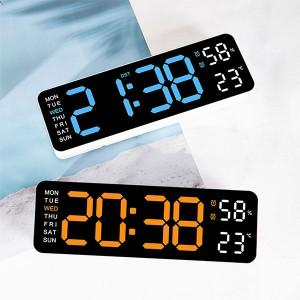 MON
TUE
WED
THU
FRI
SAT
SUN
DST
21:38
58%
23°C
MON
TUE
WED
THU
FRI
SAT
SUN
20:38
58%
23°C